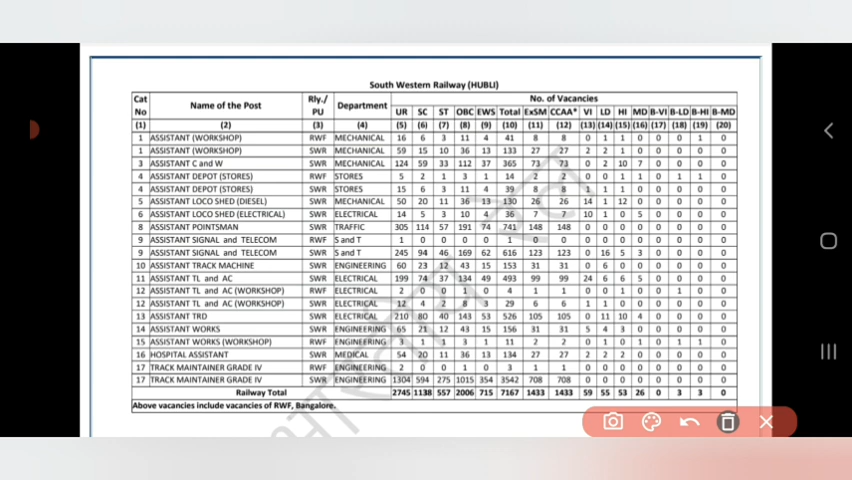 South Western Railway (HUBLI)
Cat No Name of the Post Rly./ PU Department No. of Vacancies
UR SC ST OBC EWS Total ExSM CCAA* VI LD HI MD B-VI B-LD B-HI B-MD
(1) (2) (3) (4) (5) (6) (7) (8) (9) (10) (11) (12) (13) (14) (15) (16) (17) (18) (19) (20)
1 ASSISTANT (WORKSHOP) RWF MECHANICAL 16 6 3 11 4 41 8 8 0 1 1 0 0 0 1 0
1 ASSISTANT (WORKSHOP) SWR MECHANICAL 59 15 10 36 13 133 27 27 2 2 1 0 0 0 0 0
3 ASSISTANT C and W SWR MECHANICAL 124 59 33 112 37 365 73 73 0 2 10 7 0 0 0 0
4 ASSISTANT DEPOT (STORES) RWF STORES 5 2 1 3 1 14 2 2 0 0 1 1 0 1 1 0
4 ASSISTANT DEPOT (STORES) SWR STORES 15 6 3 11 4 39 8 8 1 1 1 0 0 0 0 0
5 ASSISTANT LOCO SHED (DIESEL) SWR MECHANICAL 50 20 11 36 13 130 26 26 14 1 12 0 0 0 0 0
6 ASSISTANT LOCO SHED (ELECTRICAL) SWR ELECTRICAL 14 5 3 10 4 36 7 7 10 1 0 5 0 0 0 0
8 ASSISTANT POINTSMAN SWR TRAFFIC 305 114 57 191 74 741 148 148 0 0 0 0 0 0 0 0
9 ASSISTANT SIGNAL and TELECOM RWF S and T 1 0 0 0 0 1 0 0 0 0 0 0 0 0 0 0
9 ASSISTANT SIGNAL and TELECOM SWR S and T 245 94 46 169 62 616 123 123 0 16 5 3 0 0 0 0
10 ASSISTANT TRACK MACHINE SWR ENGINEERING 60 23 12 43 15 153 31 31 0 6 0 0 0 0 0 0
11 ASSISTANT TL and AC SWR ELECTRICAL 199 74 37 134 49 493 99 99 24 6 6 5 0 0 0 0
12 ASSISTANT TL and AC (WORKSHOP) RWF ELECTRICAL 2 0 0 1 0 4 1 1 0 0 1 0 0 1 0 0
12 ASSISTANT TL and AC (WORKSHOP) SWR ELECTRICAL 12 4 2 8 3 29 6 6 1 1 0 0 0 0 0 0
13 ASSISTANT TRD SWR ELECTRICAL 210 80 40 143 53 526 105 105 0 11 10 4 0 0 0 0
14 ASSISTANT WORKS SWR ENGINEERING 65 21 12 43 15 156 31 31 5 4 3 0 0 0 0 0
15 ASSISTANT WORKS (WORKSHOP) RWF ENGINEERING 3 1 1 3 1 11 2 2 0 1 0 1 0 1 1 0
16 HOSPITAL ASSISTANT SWR MEDICAL 54 20 11 36 13 134 27 27 2 2 2 0 0 0 0 0
17 TRACK MAINTAINER GRADE IV RWF ENGINEERING 2 0 0 1 0 3 1 1 0 0 0 0 0 0 0 0
17 TRACK MAINTAINER GRADE IV SWR ENGINEERING 1304 594 275 1015 354 3542 708 708 0 0 0 0 0 0 0 0
Railway Total 2745 1138 557 2006 715 7167 1433 1433 59 55 53 26 0 3 3 0
Above vacancies include vacancies of RWF, Bangalore.
भारतीय रेल